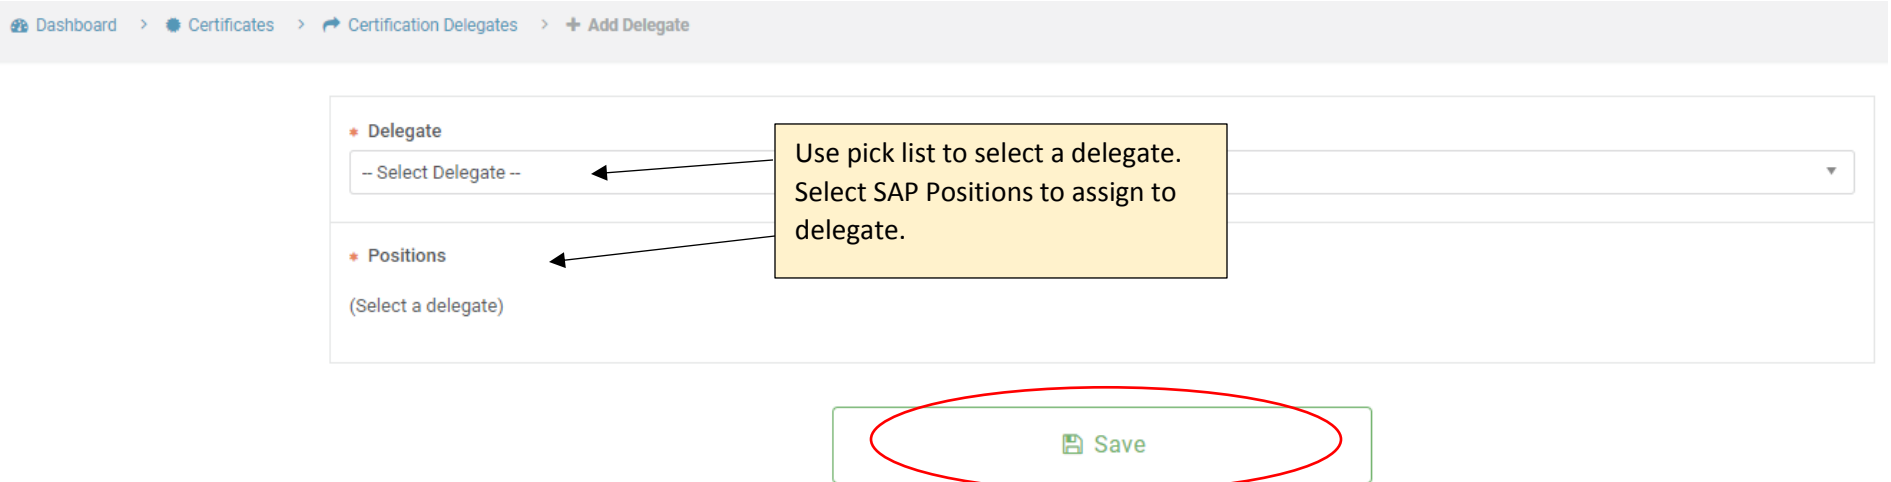 Dashboard > Certificates > Certification Delegates > + Add Delegate
* Delegate
-- Select Delegate --
Use pick list to select a delegate.
Select SAP Positions to assign to
delegate.
* Positions
(Select a delegate)
Save